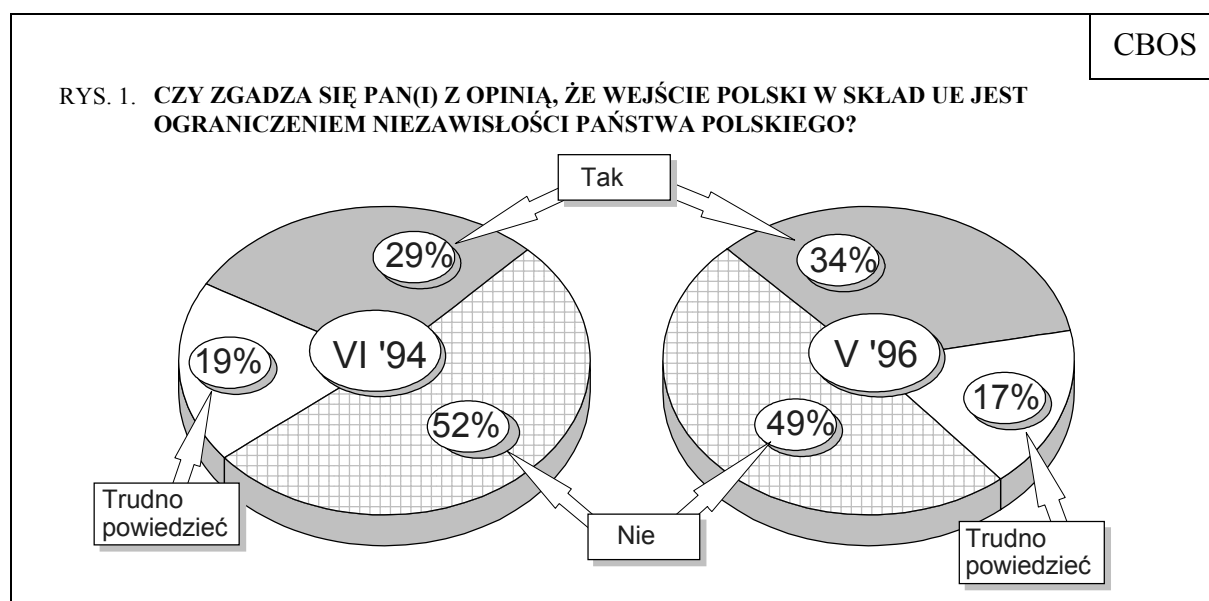 CBOS
RYS. 1. CZY ZGADZA SIĘ PAN(I) Z OPINIĄ, ŻE WEJŚCIE POLSKI W SKŁAD UE JEST
OGRANICZENIEM NIEZAWISŁOŚCI PAŃSTWA POLSKIEGO?
Tak
29%
34%
VI '94
V '96
19%
17%
52%
49%
Trudno
powiedzieć
Nie
Trudno
powiedzieć